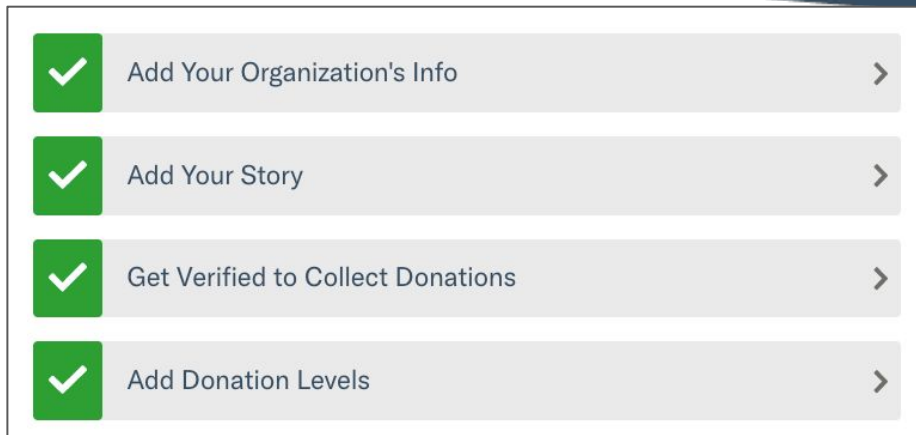 Add Your Organization's Info
Add Your Story
Get Verified to Collect Donations
Add Donation Levels